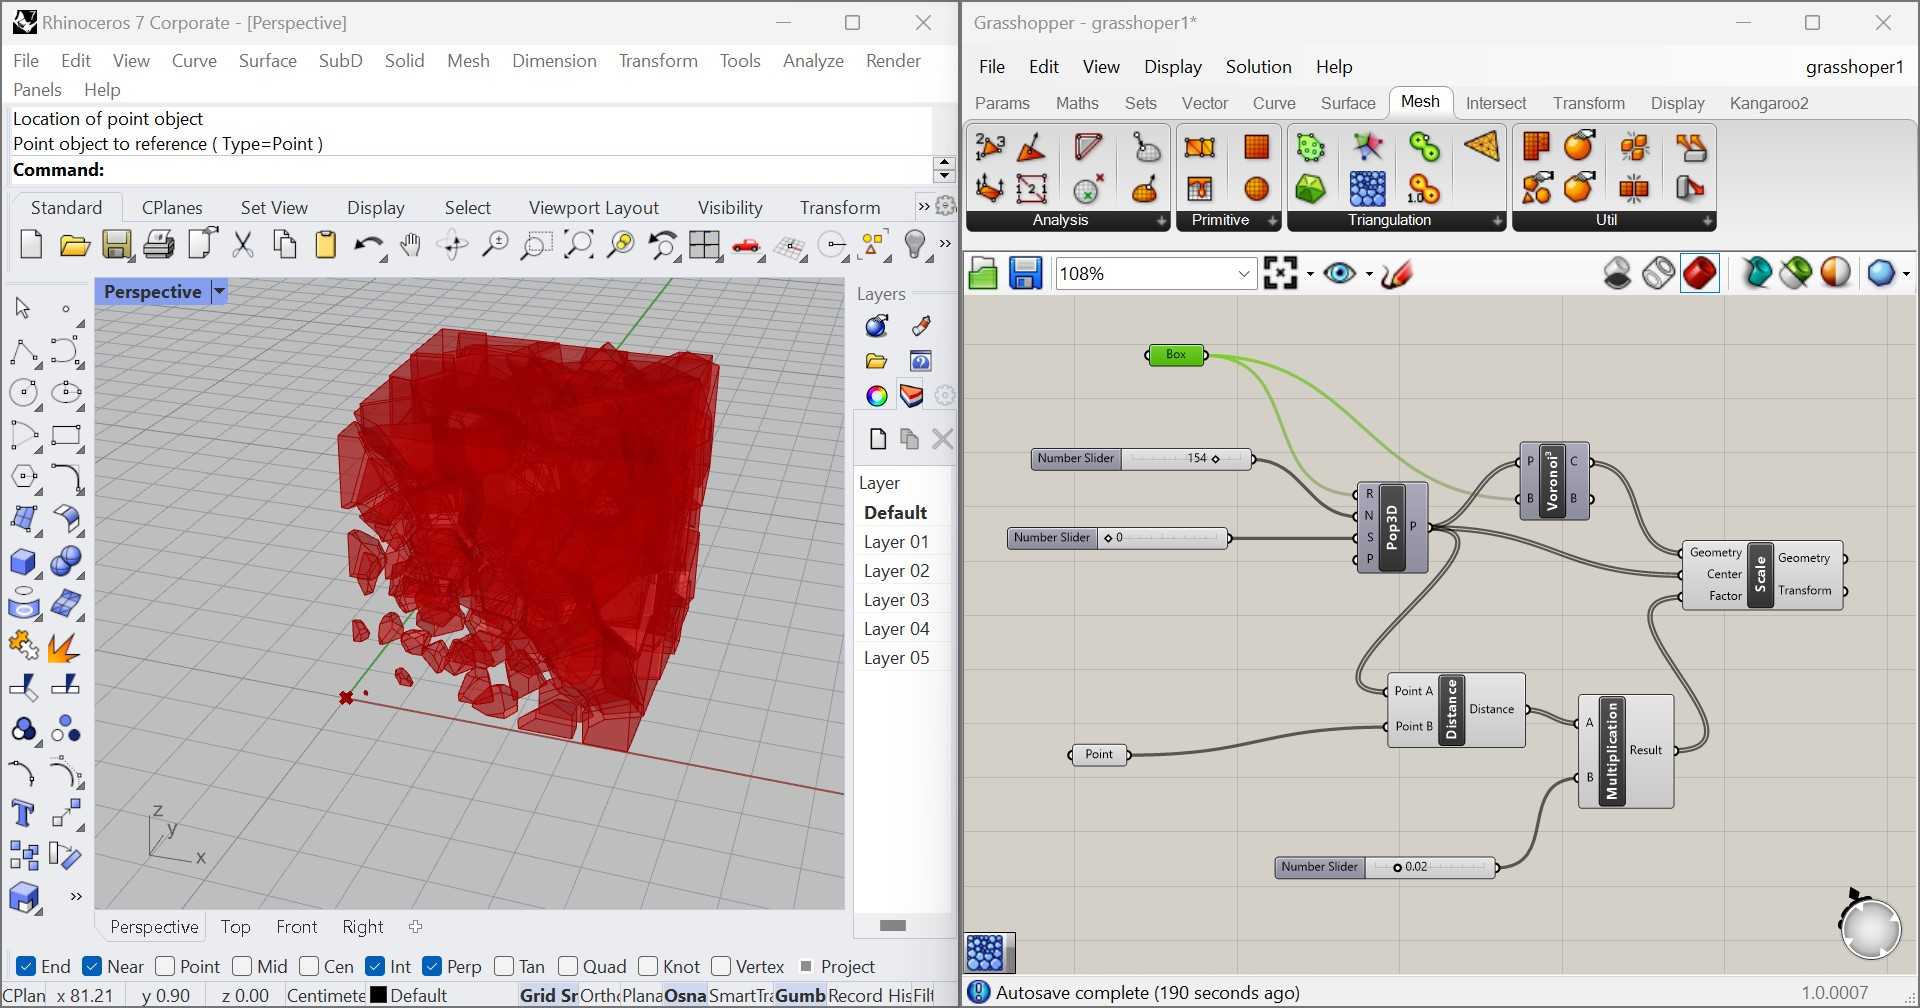 Rhinoceros 7 Corporate - [Perspective]
File Edit View Curve Surface SubD Solid Mesh Dimension Transform Tools Analyze Render
Panels Help
Location of point object
Point object to reference ( Type=Point )
Command:
Standard CPlanes Set View Display Select Viewport Layout Visibility Transform »
»
Perspective
z
y
x
»
Perspective Top Front Right
Layers
Layer
Default
Layer 01
Layer 02
Layer 03
Layer 04
Layer 05
End Near Point Mid Cen Int Perp Tan Quad Knot Vertex Project
CPlan x 81.21 y 0.90 z 0.00 Centimete Default Grid Sr Ortho Plana Osna SmartTra Gumb Record His Filt
Grasshopper - grasshoper1*
File Edit View Display Solution Help grasshoper1
Params Maths Sets Vector Curve Surface Mesh Intersect Transform Display Kangaroo2
Analysis Primitive Triangulation Util
108%
Box
Number Slider 154
Number Slider 0
R
N
S
P
Pop3D
P
P
B
Voronoi³
C
B
Geometry
Center
Factor
Scale
Geometry
Transform
Point A
Point B
Distance
Distance
Point
A
B
Multiplication
Result
Number Slider 0.02
Autosave complete (190 seconds ago) 1.0.0007